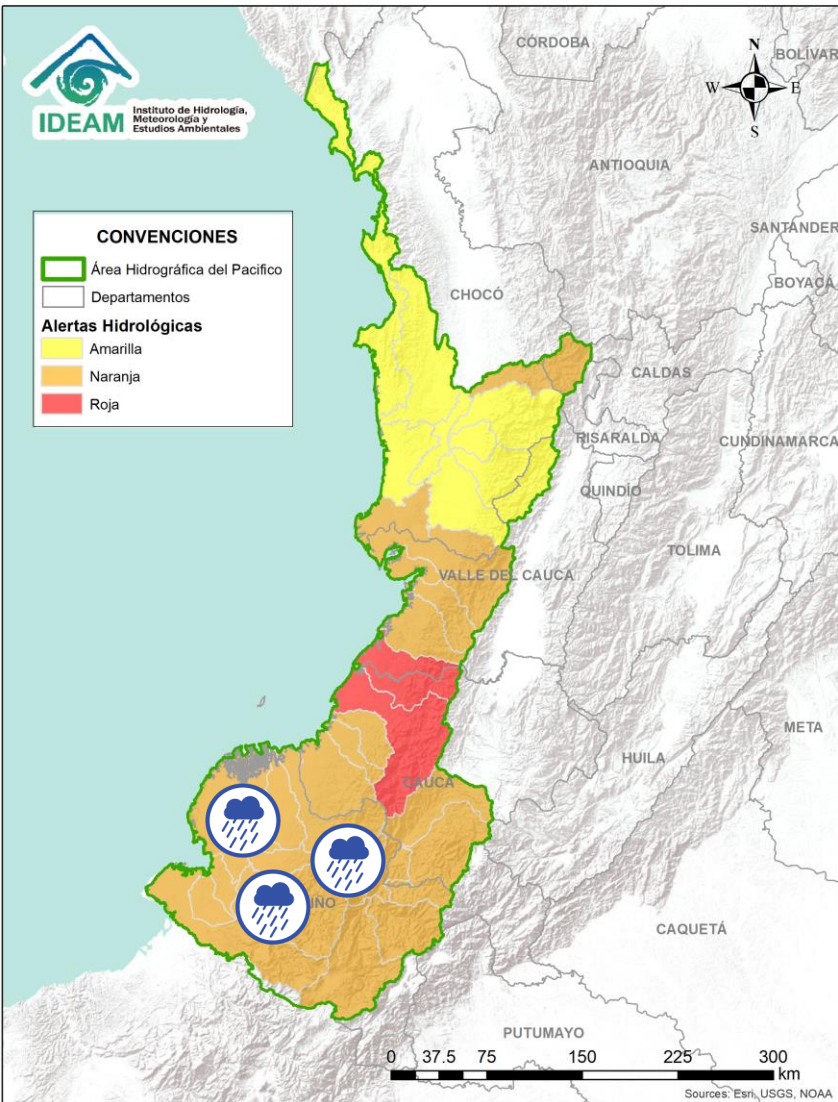 IDEAM
Instituto de Hidrología,
Meteorología y
Estudios Ambientales
CÓRDOBA
BOLÍVAR
N
W
E
S
ANTIOQUIA
SANTANDER
BOYACÁ
CONVENCIONES
Área Hidrográfica del Pacifico
Departamentos
Alertas Hidrológicas
Amarilla
Naranja
Roja
CHOCÓ
CALDAS
RISARALDA
CUNDINAMARCA
QUINDÍO
TOLIMA
VALLE DEL CAUCA
META
HUILA
CAUCA
IÑO
CAQUETÁ
PUTUMAYO
0 37.5 75 150 225 300
km
Sources: Esri, USGS, NOAA